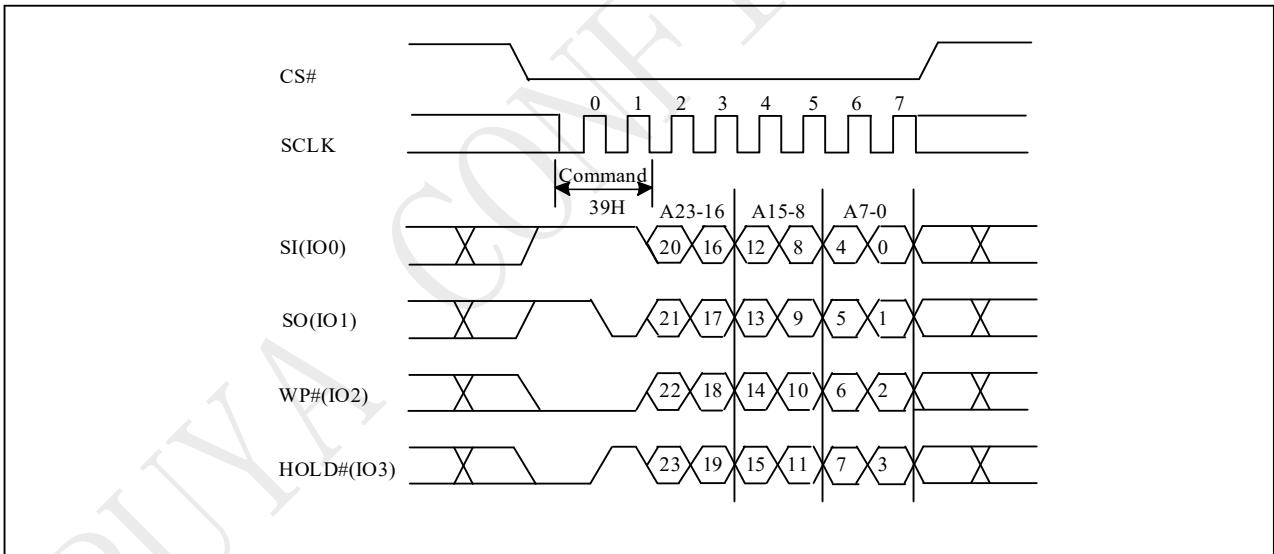 CS#
0 1 2 3 4 5 6 7
SCLK
Command
39H
A23-16 A15-8 A7-0
SI(IO0) 20 16 12 8 4 0
SO(IO1) 21 17 13 9 5 1
WP#(IO2) 22 18 14 10 6 2
HOLD#(IO3) 23 19 15 11 7 3
PUYA CONF